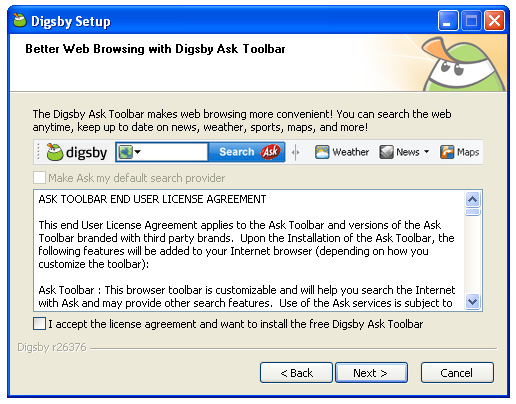 Digsby Setup
Better Web Browsing with Digsby Ask Toolbar
The Digsby Ask Toolbar makes web browsing more convenient! You can search the web
anytime, keep up to date on news, weather, sports, maps, and more!
digsby Search Ask Weather News Maps
Make Ask my default search provider
ASK TOOLBAR END USER LICENSE AGREEMENT
This end User License Agreement applies to the Ask Toolbar and versions of the Ask
Toolbar branded with third party brands.  Upon the Installation of the Ask Toolbar, the
following features will be added to your Internet browser (depending on how you
customize the toolbar):
Ask Toolbar : This browser toolbar is customizable and will help you search the Internet
with Ask and may provide other search features.  Use of the Ask services is subject to
I accept the license agreement and want to install the free Digsby Ask Toolbar
Digsby r26376
< Back Next > Cancel